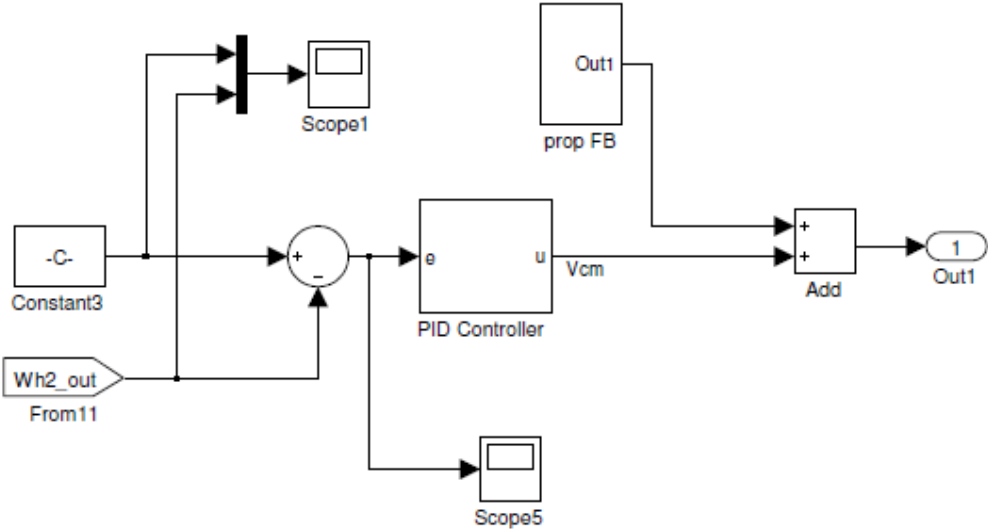 Out1
prop FB
Scope1
-C-
Constant3
+
−
e
u
PID Controller
Vcm
+
+
Add
1
Out1
Wh2_out
From11
Scope5